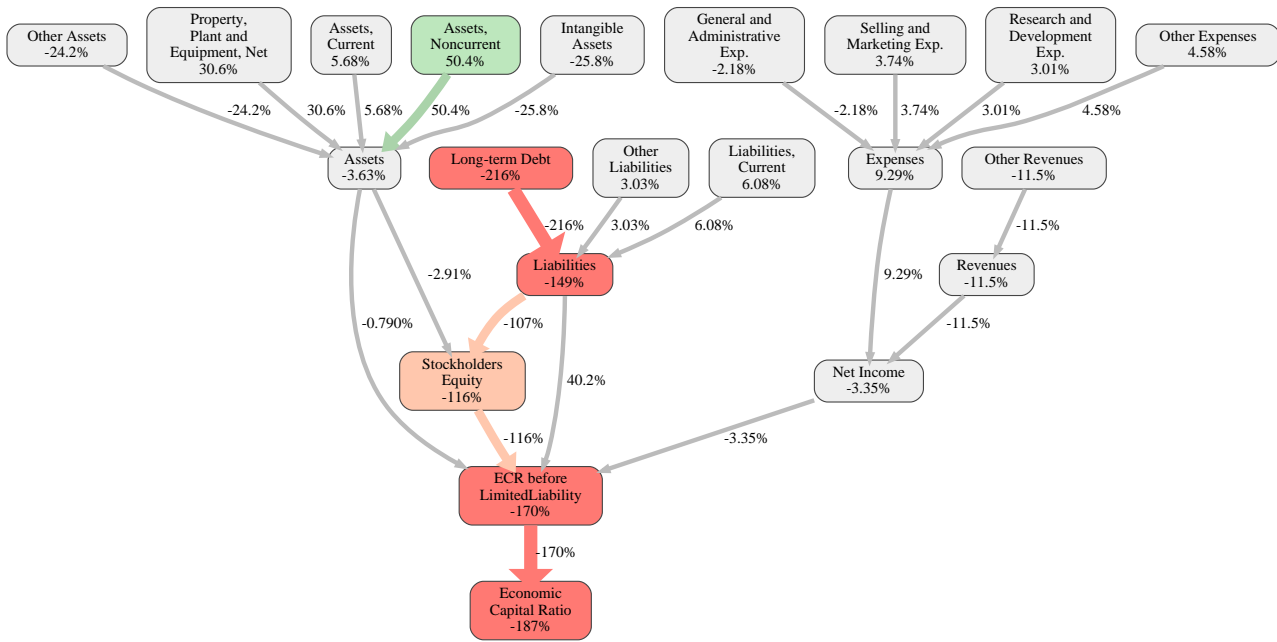 Other Assets
-24.2%
Property,
Plant and
Equipment, Net
30.6%
Assets,
Current
5.68%
Assets,
Noncurrent
50.4%
Intangible
Assets
-25.8%
General and
Administrative Exp.
-2.18%
Selling and
Marketing Exp.
3.74%
Research and
Development
Exp.
3.01%
Other Expenses
4.58%
-24.2%
30.6%
5.68%
50.4%
-25.8%
-2.18%
3.74%
3.01%
4.58%
Assets
-3.63%
Long-term Debt
-216%
Other
Liabilities
3.03%
Liabilities,
Current
6.08%
Expenses
9.29%
Other Revenues
-11.5%
-216%
3.03%
6.08%
-11.5%
-2.91%
Liabilities
-149%
9.29%
Revenues
-11.5%
-0.790%
-107%
-11.5%
Stockholders
Equity
-116%
40.2%
Net Income
-3.35%
-116%
-3.35%
ECR before
LimitedLiability
-170%
-170%
Economic
Capital Ratio
-187%